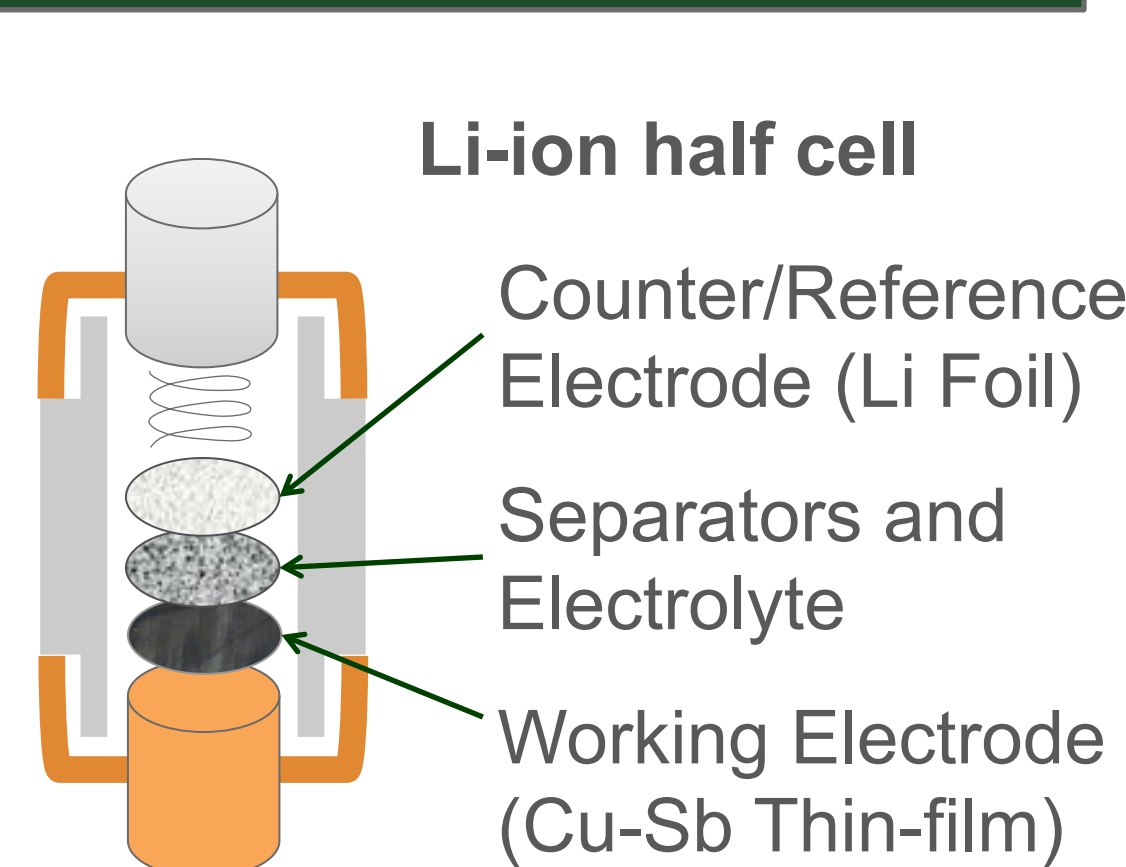 Li-ion half cell
Counter/Reference
Electrode (Li Foil)
Separators and
Electrolyte
Working Electrode
(Cu-Sb Thin-film)